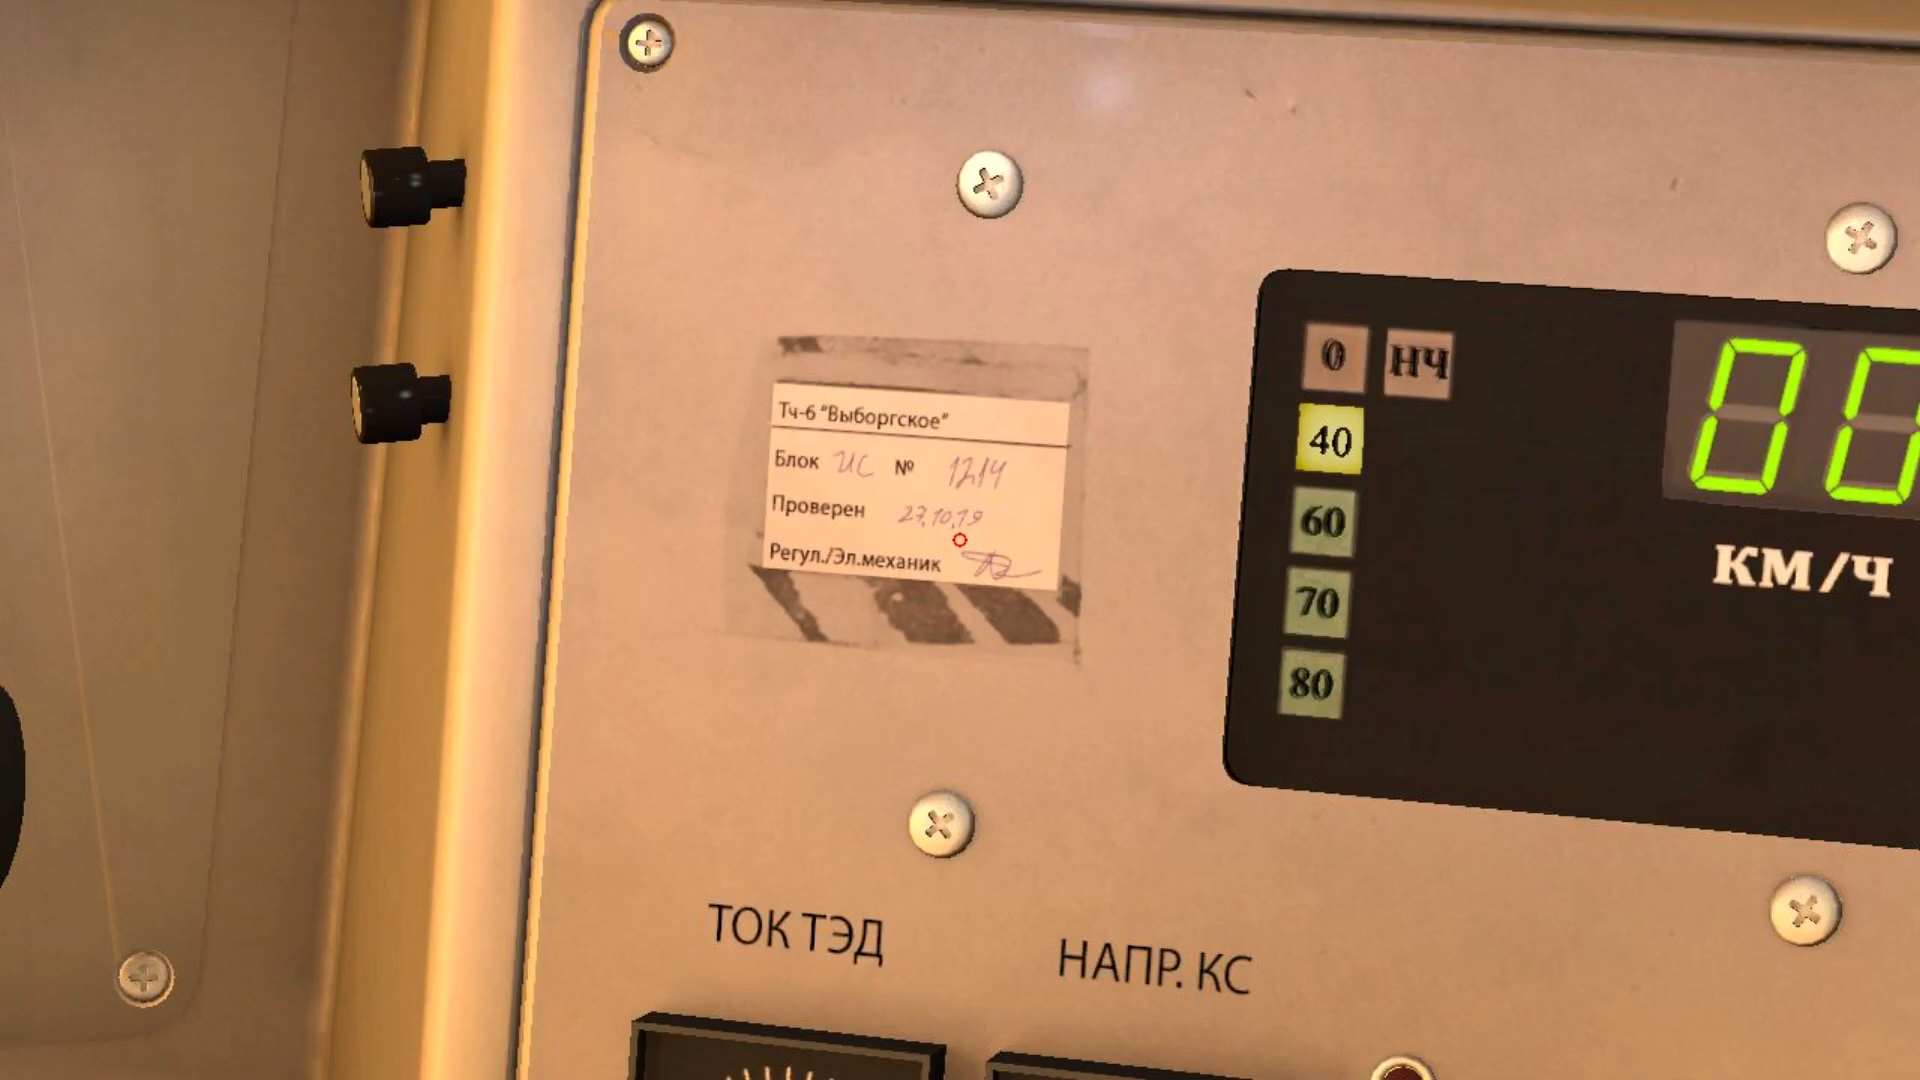 Тч-6 "Выборгское"
Блок ИС № 1214
Проверен 27.10.19
Регул./Эл.механик
0 НЧ
40
60
70
80
00
КМ/Ч
ТОК ТЭД
НАПР. КС